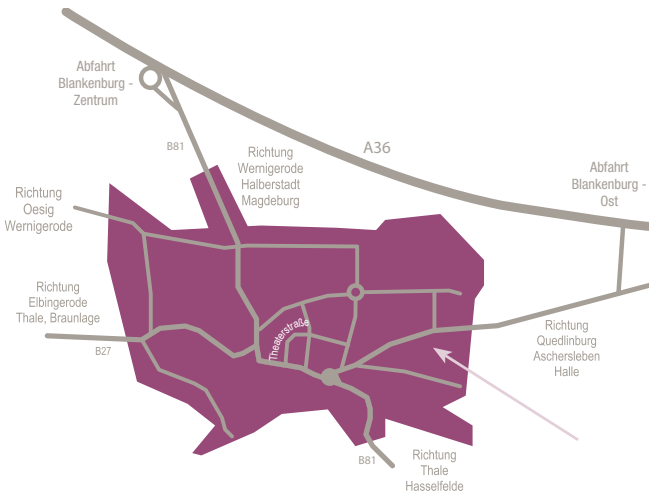 Abfahrt
Blankenburg -
Zentrum
B81
A36
Richtung
Wernigerode
Halberstadt
Magdeburg
Abfahrt
Blankenburg -
Ost
Richtung
Oesig
Wernigerode
Richtung
Elbingerode
Thale, Braunlage
B27
Theaterstraße
Richtung
Quedlinburg
Aschersleben
Halle
B81
Richtung
Thale
Hasselfelde